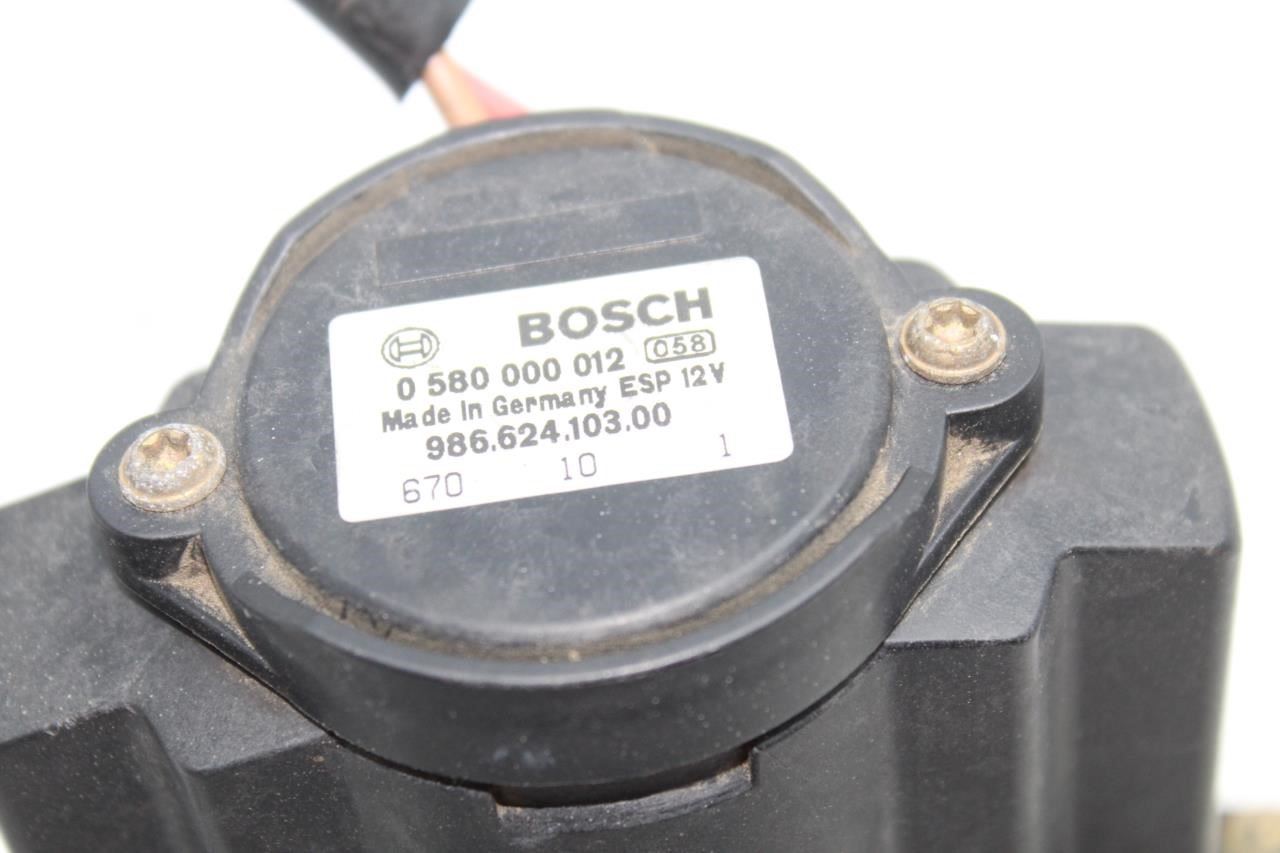 BOSCH
0 580 000 012 058
Made In Germany ESP 12V
986.624.103.00
670 10 1